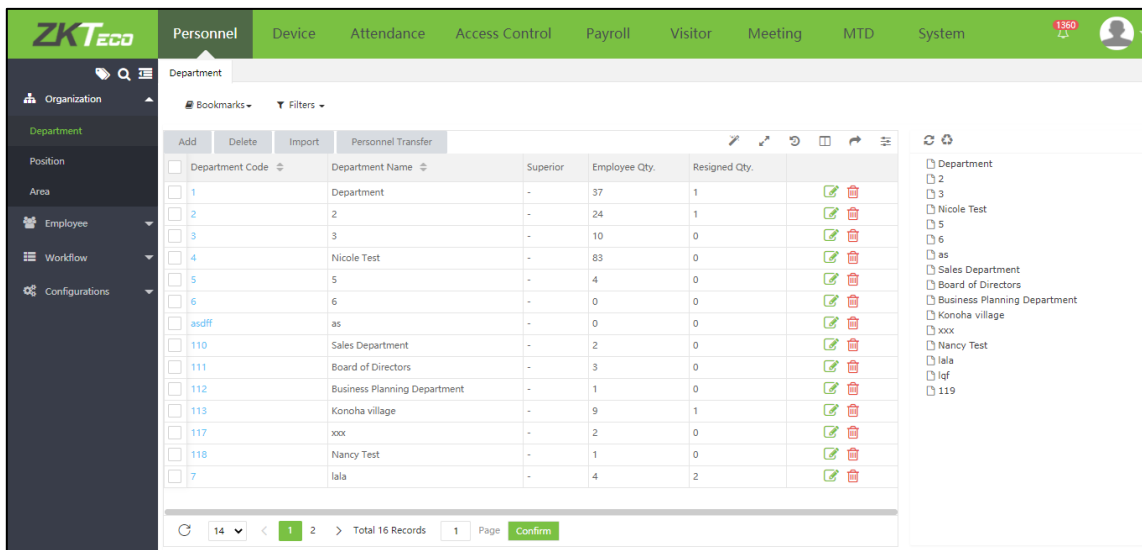 ZKTeco
Personnel Device Attendance Access Control Payroll Visitor Meeting MTD System 1360
Department
Organization
Department
Position
Area
Employee
Workflow
Configurations
Bookmarks Filters
Add Delete Import Personnel Transfer
Department Code Department Name Superior Employee Qty. Resigned Qty.
1 Department - 37 1
2 2 - 24 1
3 3 - 10 0
4 Nicole Test - 83 0
5 5 - 4 0
6 6 - 0 0
asdff as - 0 0
110 Sales Department - 2 0
111 Board of Directors - 3 0
112 Business Planning Department - 1 0
113 Konoha village - 9 1
117 xxx - 2 0
118 Nancy Test - 1 0
7 lala - 4 2
14 < 1 2 > Total 16 Records 1 Page Confirm
Department
2
3
Nicole Test
5
6
as
Sales Department
Board of Directors
Business Planning Department
Konoha village
xxx
Nancy Test
lala
lqf
119